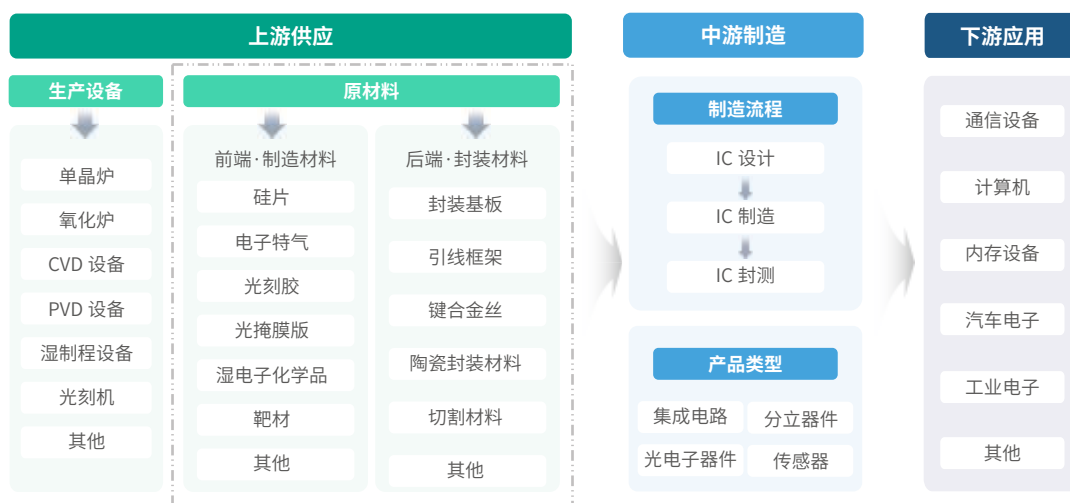 上游供应
生产设备
单晶炉
氧化炉
CVD 设备
PVD 设备
湿制程设备
光刻机
其他
原材料
前端·制造材料
硅片
电子特气
光刻胶
光掩膜版
湿电子化学品
靶材
其他
后端·封装材料
封装基板
引线框架
键合金丝
陶瓷封装材料
切割材料
其他
中游制造
制造流程
IC 设计
IC 制造
IC 封测
产品类型
集成电路
分立器件
光电子器件
传感器
下游应用
通信设备
计算机
内存设备
汽车电子
工业电子
其他